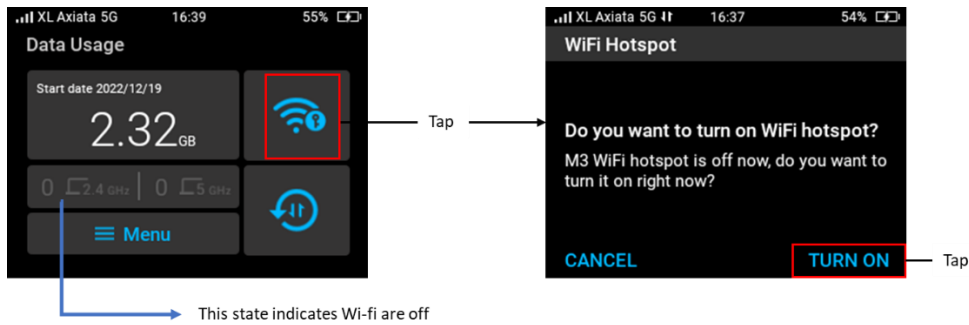 XL Axiata 5G 16:39 55%
Data Usage
Start date 2022/12/19
2.32GB
0 2.4 GHz | 0 5 GHz
Menu
This state indicates Wi-fi are off
Tap
XL Axiata 5G 16:37 54%
WiFi Hotspot
Do you want to turn on WiFi hotspot?
M3 WiFi hotspot is off now, do you want to
turn it on right now?
CANCEL TURN ON
Tap